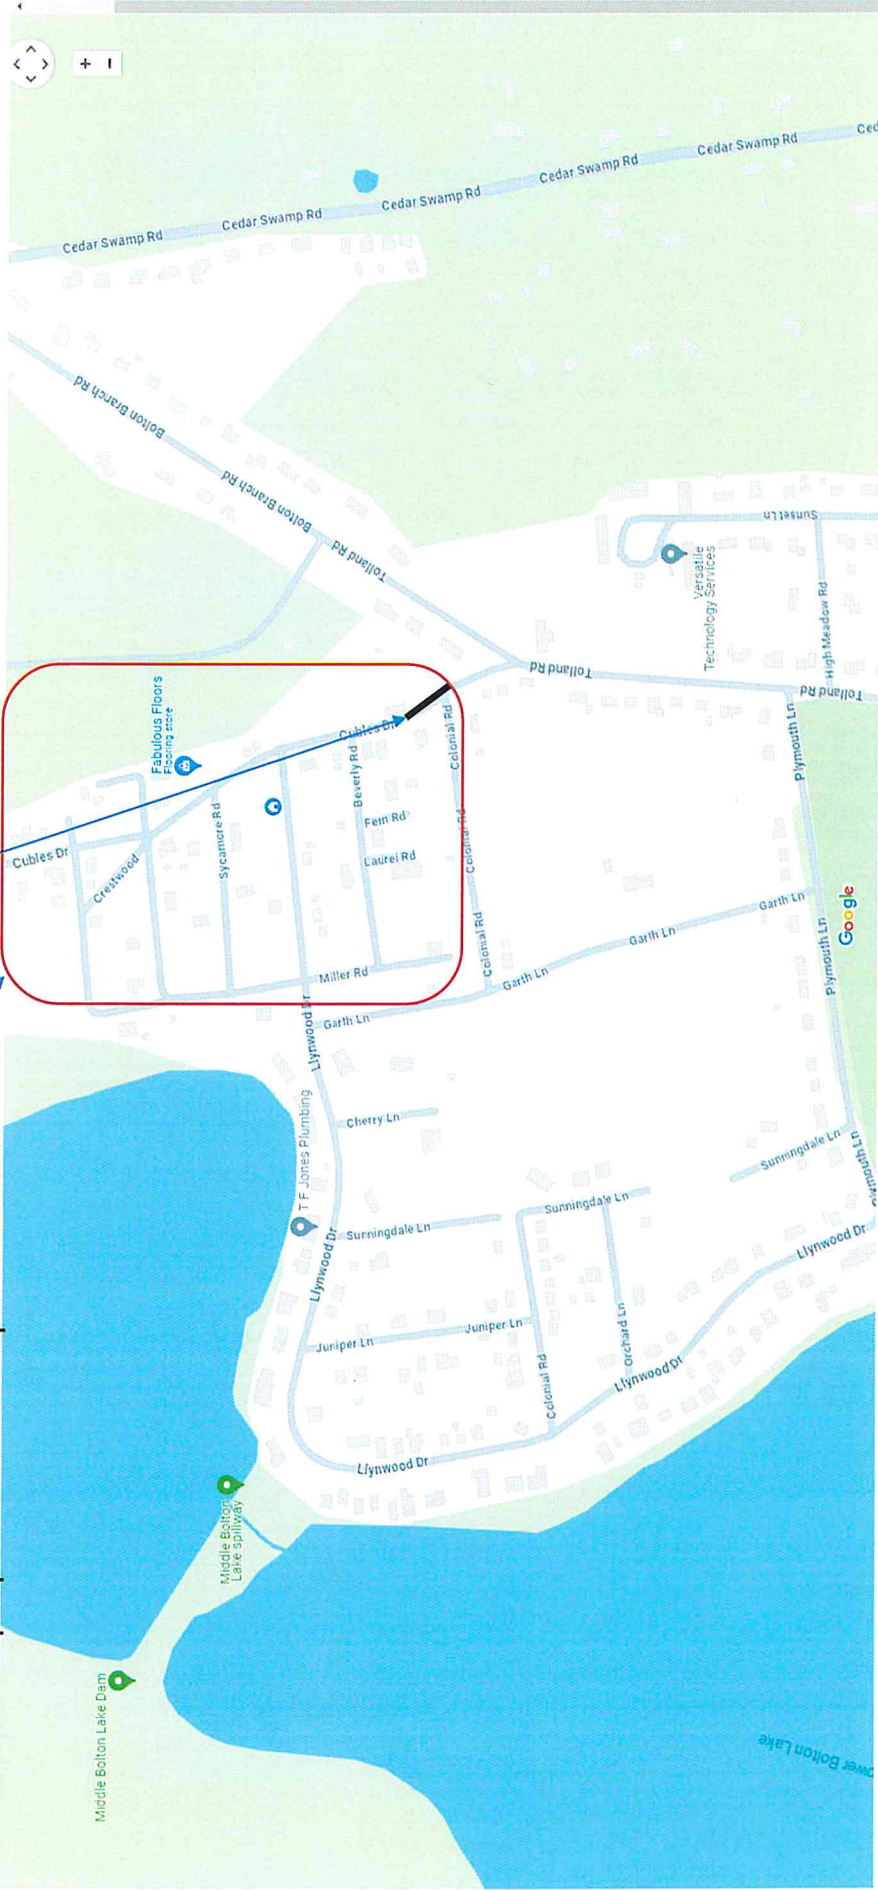 Cedar Swamp Rd
Cedar Swamp Rd
Cedar Swamp Rd
Cedar Swamp Rd
Cedar Swamp Rd
Ced
Bolton Branch Rd
Bolton Branch Rd
Tolland Rd
Tolland Rd
Tolland Rd
Sunset Ln
High Meadow Rd
Versatile
Technology Services
Fabulous Floors
Flooring store
Cubles Dr
Cubles Dr
Crestwood
Sycamore Rd
Beverly Rd
Fern Rd
Laurel Rd
Miller Rd
Colonial Rd
Colonial Rd
Colonial Rd
Garth Ln
Garth Ln
Garth Ln
Garth Ln
Plymouth Ln
Plymouth Ln
Plymouth Ln
Google
Llynwood Dr
T F Jones Plumbing
Cherry Ln
Llynwood Dr
Sunningdale Ln
Sunningdale Ln
Sunningdale Ln
Juniper Ln
Juniper Ln
Orchard Ln
Colonial Rd
Llynwood Dr
Llynwood Dr
Llynwood Dr
Middle Bolton
Lake spillway
Middle Bolton Lake Dam
ower Bolton Lake